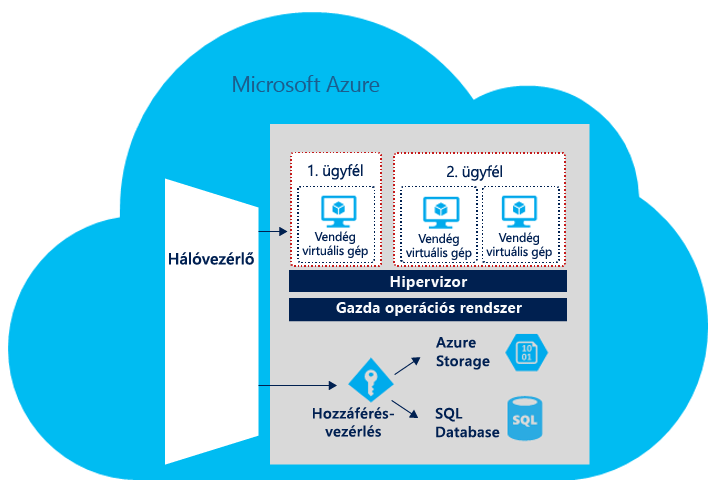 Microsoft Azure
1. ügyfél
2. ügyfél
Vendég
virtuális gép
Vendég
virtuális gép
Vendég
virtuális gép
Hálóvezérlő
Hipervizor
Gazda operációs rendszer
Azure
Storage
10
01
Hozzáférés-
vezérlés
SQL
Database
SQL